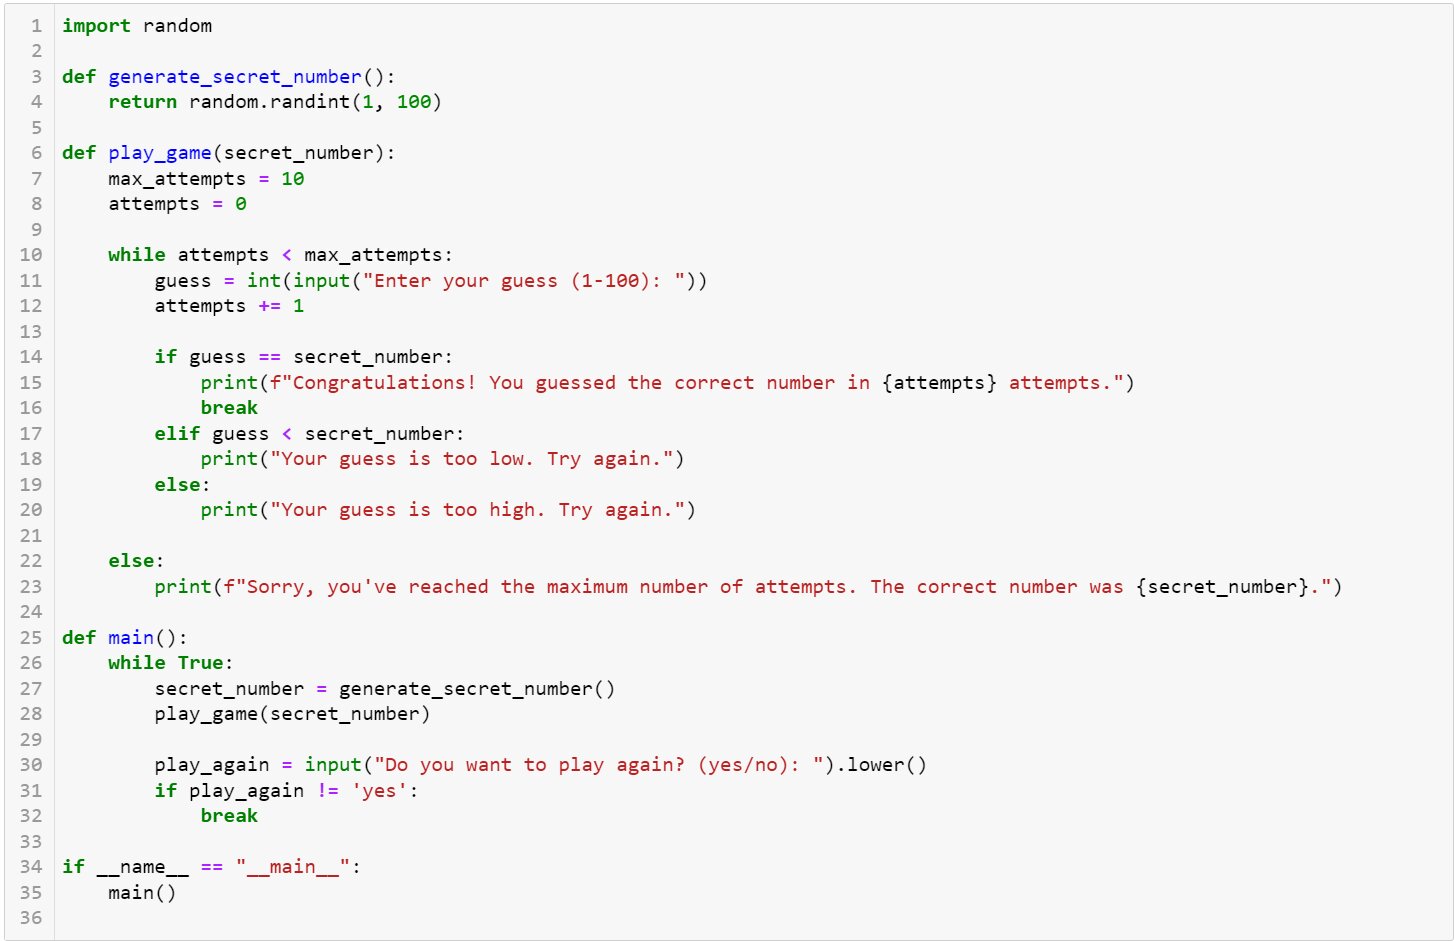 1 import random
2
3 def generate_secret_number():
4     return random.randint(1, 100)
5
6 def play_game(secret_number):
7     max_attempts = 10
8     attempts = 0
9
10     while attempts < max_attempts:
11         guess = int(input("Enter your guess (1-100): "))
12         attempts += 1
13
14         if guess == secret_number:
15             print(f"Congratulations! You guessed the correct number in {attempts} attempts.")
16             break
17         elif guess < secret_number:
18             print("Your guess is too low. Try again.")
19         else:
20             print("Your guess is too high. Try again.")
21
22     else:
23         print(f"Sorry, you've reached the maximum number of attempts. The correct number was {secret_number}.")
24
25 def main():
26     while True:
27         secret_number = generate_secret_number()
28         play_game(secret_number)
29
30         play_again = input("Do you want to play again? (yes/no): ").lower()
31         if play_again != 'yes':
32             break
33
34 if __name__ == "__main__":
35     main()
36